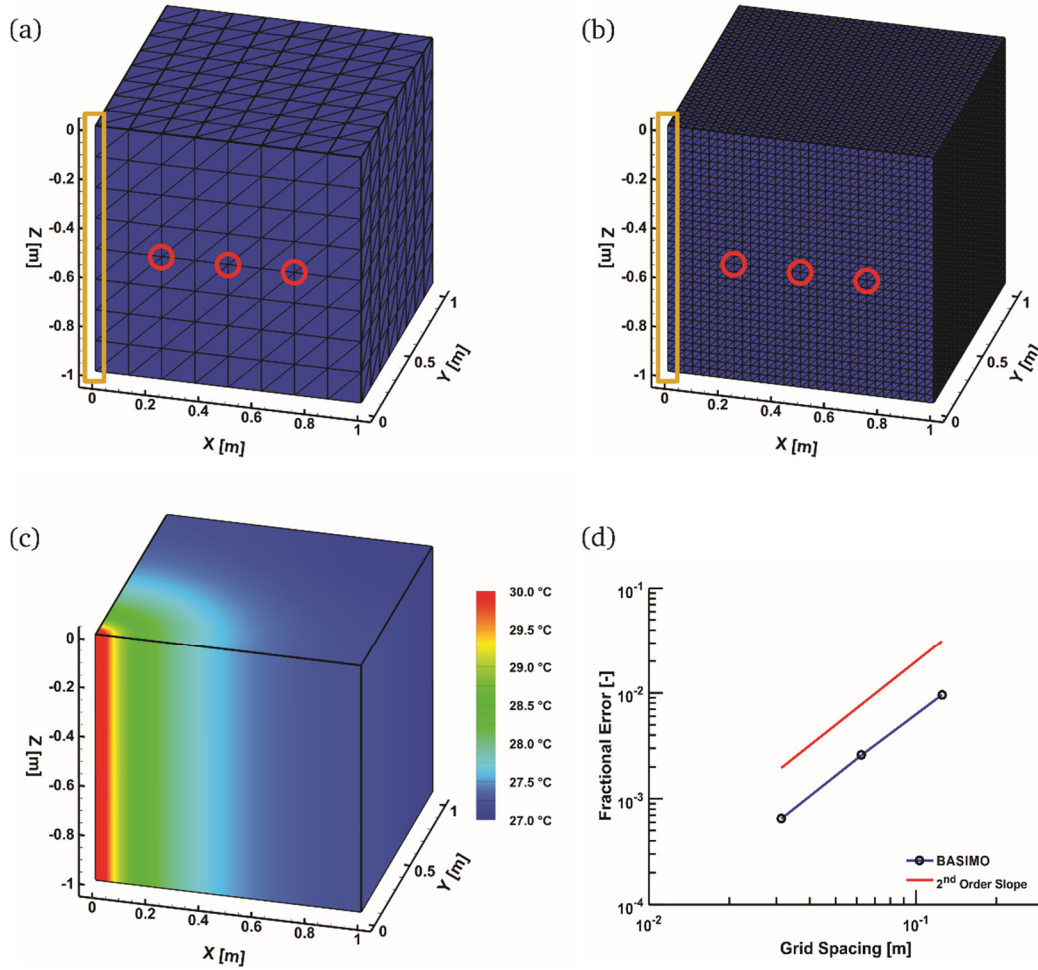 (a)
0
-0.2
-0.4
-0.6
-0.8
-1
Z [m]
0
0.2
0.4
0.6
0.8
1
X [m]
0
0.5
1
Y [m]
(b)
0
-0.2
-0.4
-0.6
-0.8
-1
Z [m]
0
0.2
0.4
0.6
0.8
1
X [m]
0
0.5
1
Y [m]
(c)
0
-0.2
-0.4
-0.6
-0.8
-1
Z [m]
0
0.2
0.4
0.6
0.8
1
X [m]
0
0.5
1
Y [m]
30.0 °C
29.5 °C
29.0 °C
28.5 °C
28.0 °C
27.5 °C
27.0 °C
(d)
10⁻¹
10⁻²
10⁻³
10⁻⁴
Fractional Error [-]
BASIMO
2ⁿᵈ Order Slope
10⁻²
10⁻¹
Grid Spacing [m]